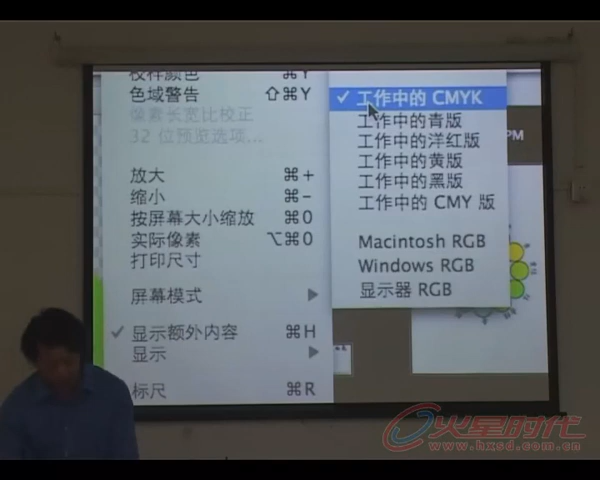 校样颜色 ⌘Y
色域警告 ⇧⌘Y
像素长宽比校正
32 位预览选项...
放大 ⌘+
缩小 ⌘−
按屏幕大小缩放 ⌘0
实际像素 ⌥⌘0
打印尺寸
屏幕模式 ▶
✓ 显示额外内容 ⌘H
显示 ▶
标尺 ⌘R
✓ 工作中的 CMYK
工作中的青版
工作中的洋红版
工作中的黄版
工作中的黑版
工作中的 CMY 版
Macintosh RGB
Windows RGB
显示器 RGB
PM
火星时代
www.hxsd.com.cn